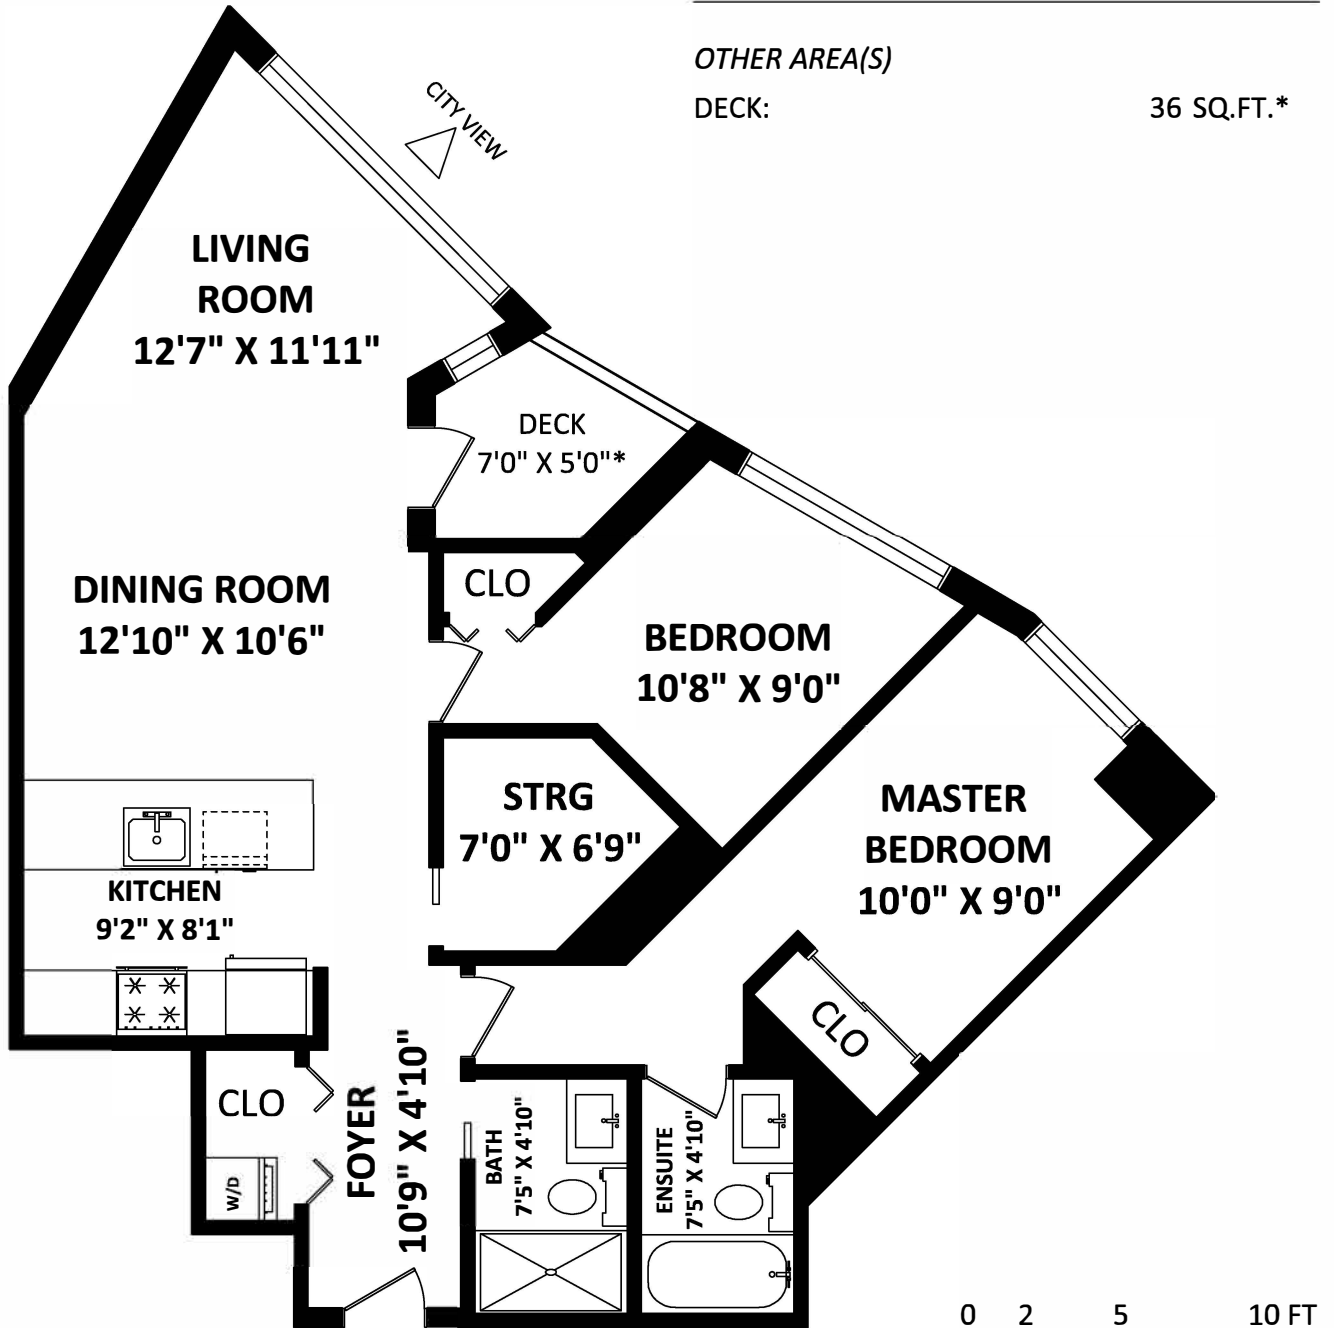 OTHER AREA(S)
DECK: 36 SQ.FT.*
CITY VIEW
LIVING
ROOM
12'7" X 11'11"
DECK
7'0" X 5'0"*
DINING ROOM
12'10" X 10'6"
CLO
BEDROOM
10'8" X 9'0"
STRG
7'0" X 6'9"
MASTER
BEDROOM
10'0" X 9'0"
KITCHEN
9'2" X 8'1"
CLO
CLO
W/D
FOYER
10'9" X 4'10"
BATH
7'5" X 4'10"
ENSUITE
7'5" X 4'10"
0 2 5 10 FT